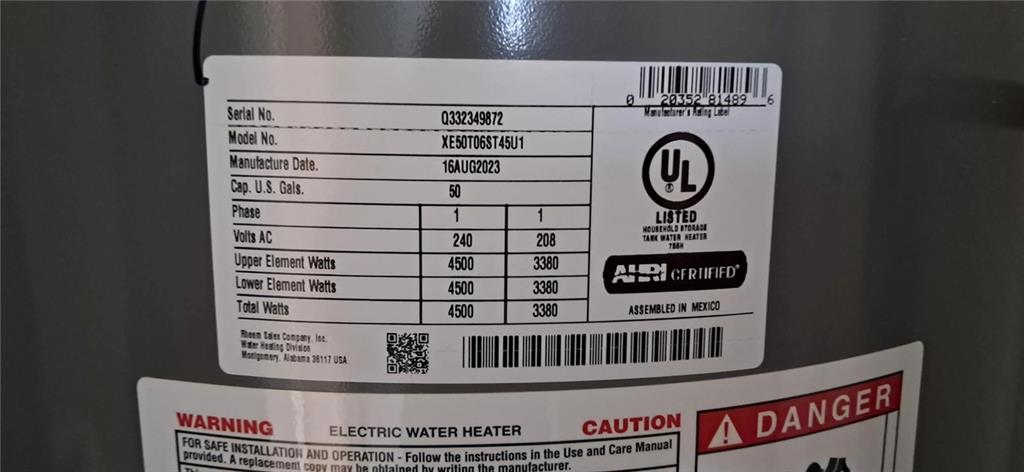 0 20352 81489 6
Manufacturer's Rating Label
Serial No. Q332349872
Model No. XE50T06ST45U1
Manufacture Date. 16AUG2023
Cap. U.S. Gals. 50
Phase 1 1
Volts AC 240 208
Upper Element Watts 4500 3380
Lower Element Watts 4500 3380
Total Watts 4500 3380
UL
®
LISTED
HOUSEHOLD STORAGE
TANK WATER HEATER
AHRI CERTIFIED®
ASSEMBLED IN MEXICO
Rheem Sales Company, Inc.
Water Heating Division
Montgomery, Alabama 36117 USA
WARNING ELECTRIC WATER HEATER CAUTION
FOR SAFE INSTALLATION AND OPERATION - Follow the instructions in the Use and Care Manual
provided. A replacement copy may be obtained by writing the manufacturer.
DANGER